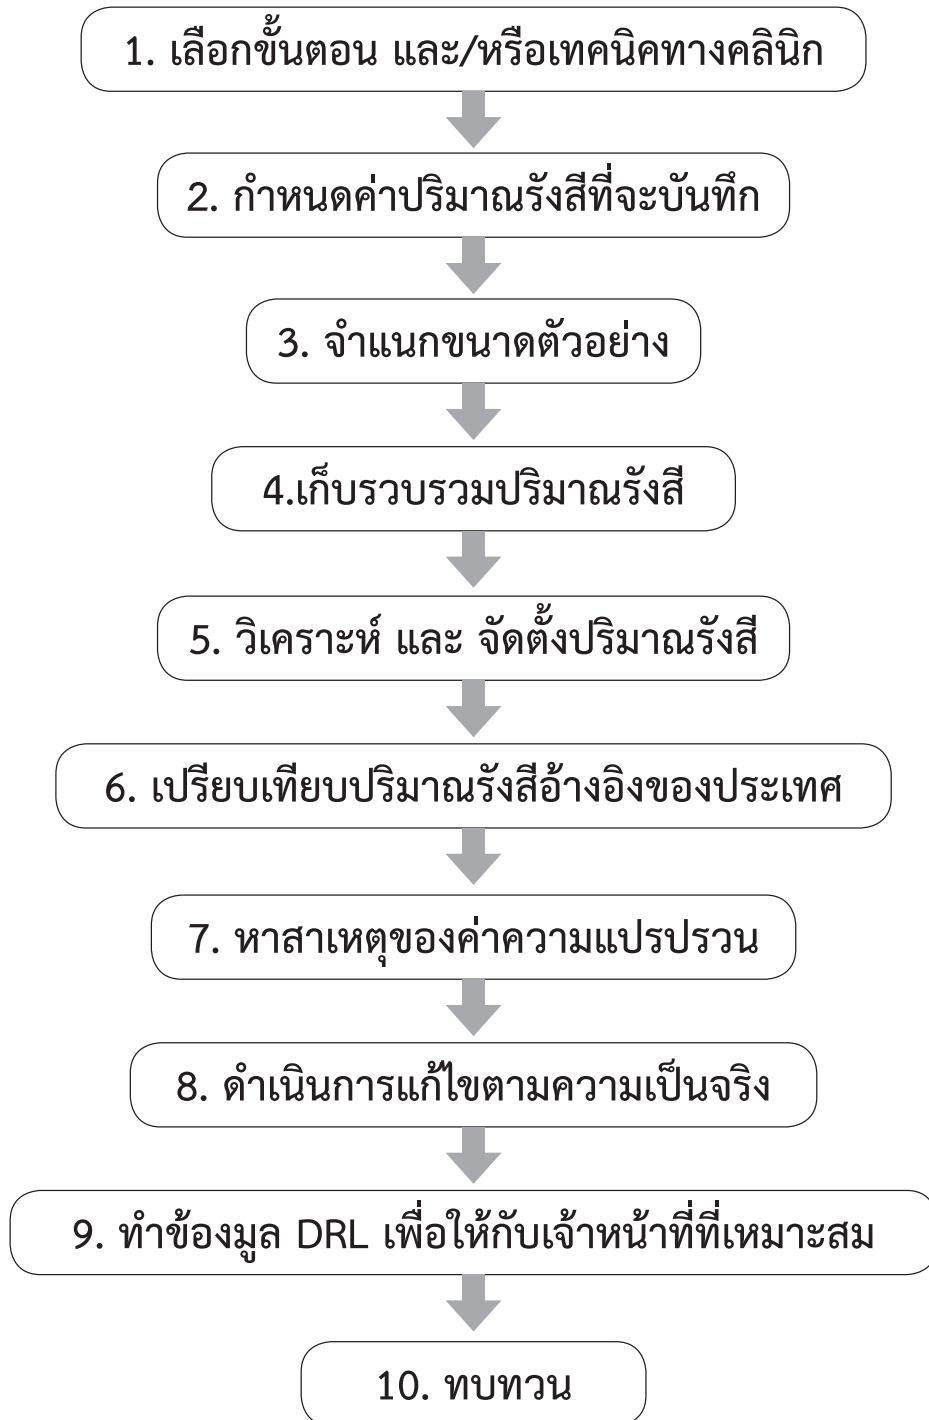 1. เลือกขั้นตอน และ/หรือเทคนิคทางคลินิก
2. กำหนดค่าปริมาณรังสีที่จะบันทึก
3. จำแนกขนาดตัวอย่าง
4.เก็บรวบรวมปริมาณรังสี
5. วิเคราะห์ และ จัดตั้งปริมาณรังสี
6. เปรียบเทียบปริมาณรังสีอ้างอิงของประเทศ
7. หาสาเหตุของค่าความแปรปรวน
8. ดำเนินการแก้ไขตามความเป็นจริง
9. ทำข้องมูล DRL เพื่อให้กับเจ้าหน้าที่ที่เหมาะสม
10. ทบทวน